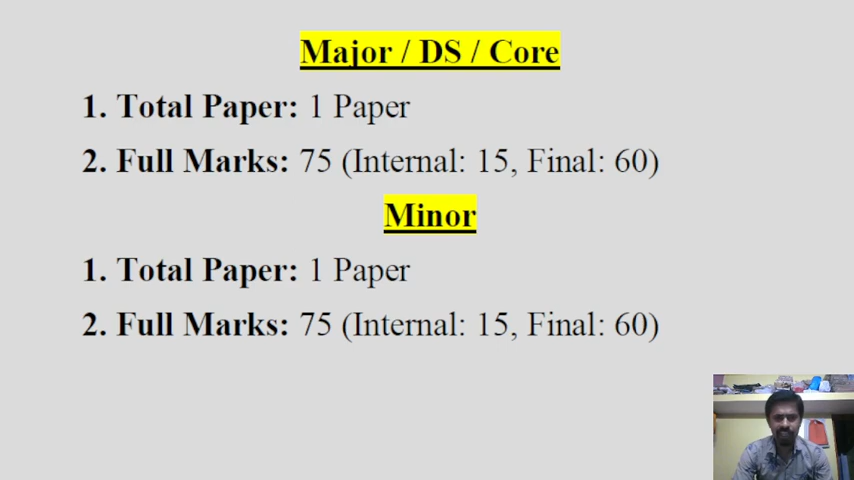 Major / DS / Core
1. Total Paper: 1 Paper
2. Full Marks: 75 (Internal: 15, Final: 60)
Minor
1. Total Paper: 1 Paper
2. Full Marks: 75 (Internal: 15, Final: 60)